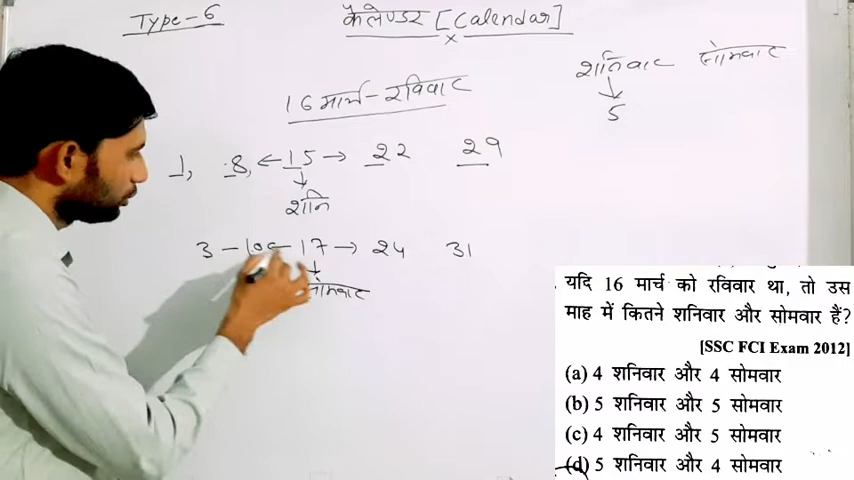 Type-6
कैलेण्डर [Calendar]
x
शनिवार सोमवार
5
16 मार्च - रविवार
1, 8, ← 15 → 22 29
शनि
3 - 10 ← 17 → 24 31
सोमवार
यदि 16 मार्च को रविवार था, तो उस
माह में कितने शनिवार और सोमवार हैं?
[SSC FCI Exam 2012]
(a) 4 शनिवार और 4 सोमवार
(b) 5 शनिवार और 5 सोमवार
(c) 4 शनिवार और 5 सोमवार
(d) 5 शनिवार और 4 सोमवार